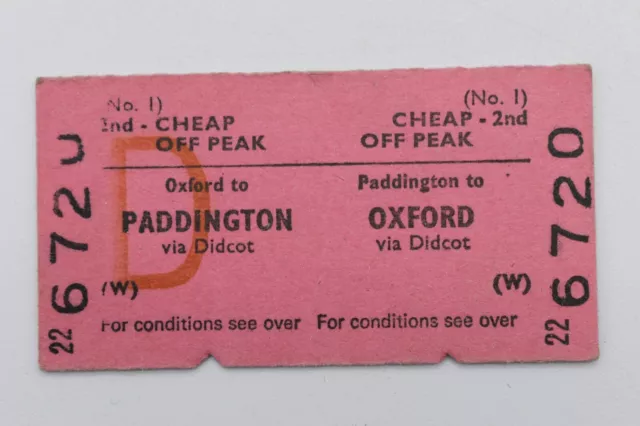 (No. 1)
2nd - CHEAP
OFF PEAK
Oxford to
PADDINGTON
via Didcot
(W)
For conditions see over
D
22 6720
(No. 1)
CHEAP - 2nd
OFF PEAK
Paddington to
OXFORD
via Didcot
(W)
For conditions see over
22 6720